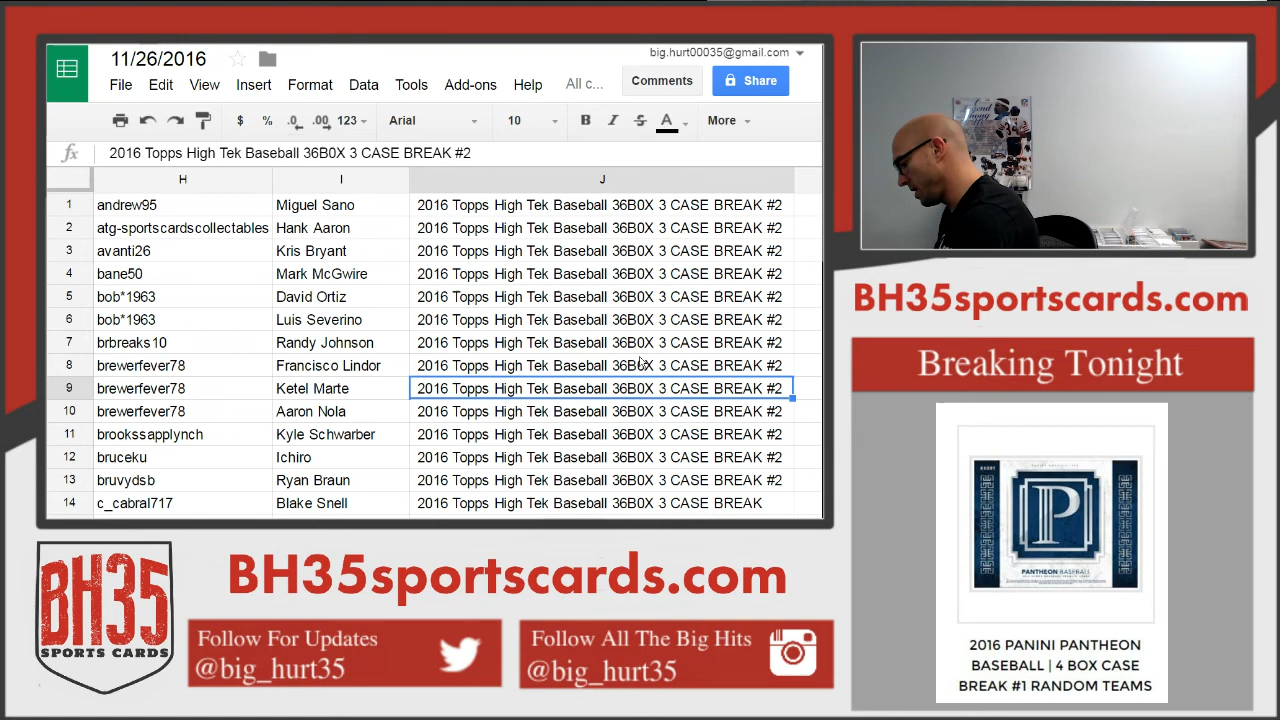 11/26/2016
big.hurt00035@gmail.com
File Edit View Insert Format Data Tools Add-ons Help All c... Comments Share
$ % .0 .00 123 Arial 10 B I S A More
fx 2016 Topps High Tek Baseball 36B0X 3 CASE BREAK #2
H I J
1 andrew95 Miguel Sano 2016 Topps High Tek Baseball 36B0X 3 CASE BREAK #2
2 atg-sportscardscollectables Hank Aaron 2016 Topps High Tek Baseball 36B0X 3 CASE BREAK #2
3 avanti26 Kris Bryant 2016 Topps High Tek Baseball 36B0X 3 CASE BREAK #2
4 bane50 Mark McGwire 2016 Topps High Tek Baseball 36B0X 3 CASE BREAK #2
5 bob*1963 David Ortiz 2016 Topps High Tek Baseball 36B0X 3 CASE BREAK #2
6 bob*1963 Luis Severino 2016 Topps High Tek Baseball 36B0X 3 CASE BREAK #2
7 brbreaks10 Randy Johnson 2016 Topps High Tek Baseball 36B0X 3 CASE BREAK #2
8 brewerfever78 Francisco Lindor 2016 Topps High Tek Baseball 36B0X 3 CASE BREAK #2
9 brewerfever78 Ketel Marte 2016 Topps High Tek Baseball 36B0X 3 CASE BREAK #2
10 brewerfever78 Aaron Nola 2016 Topps High Tek Baseball 36B0X 3 CASE BREAK #2
11 brookssapplynch Kyle Schwarber 2016 Topps High Tek Baseball 36B0X 3 CASE BREAK #2
12 bruceku Ichiro 2016 Topps High Tek Baseball 36B0X 3 CASE BREAK #2
13 bruvydsb Ryan Braun 2016 Topps High Tek Baseball 36B0X 3 CASE BREAK #2
14 c_cabral717 Blake Snell 2016 Topps High Tek Baseball 36B0X 3 CASE BREAK
BH35sportscards.com
Breaking Tonight
P
PANTHEON BASEBALL
2016 PANINI PANTHEON
BASEBALL | 4 BOX CASE
BREAK #1 RANDOM TEAMS
BH35
SPORTS CARDS
BH35sportscards.com
Follow For Updates
@big_hurt35
Follow All The Big Hits
@big_hurt35